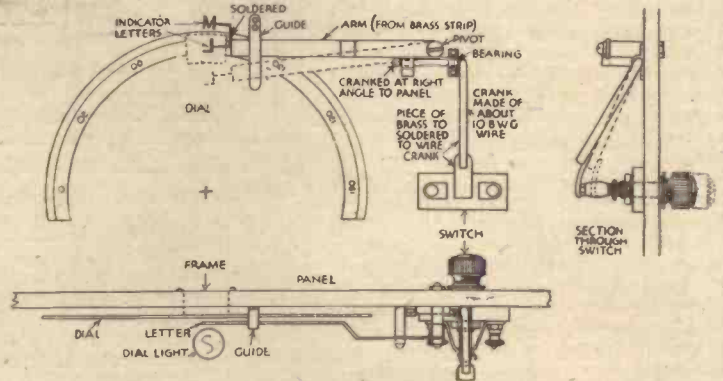 INDICATOR
LETTERS
M
L
SOLDERED
GUIDE
ARM (FROM BRASS STRIP)
PIVOT
BEARING
CRANKED AT RIGHT
ANGLE TO PANEL
DIAL
PIECE OF
BRASS TO
SOLDERED
TO WIRE
CRANK
CRANK
MADE OF
ABOUT
10 BWG
WIRE
0
180
SWITCH
SECTION
THROUGH
SWITCH
FRAME
PANEL
DIAL
LETTER
DIAL LIGHT
S
GUIDE